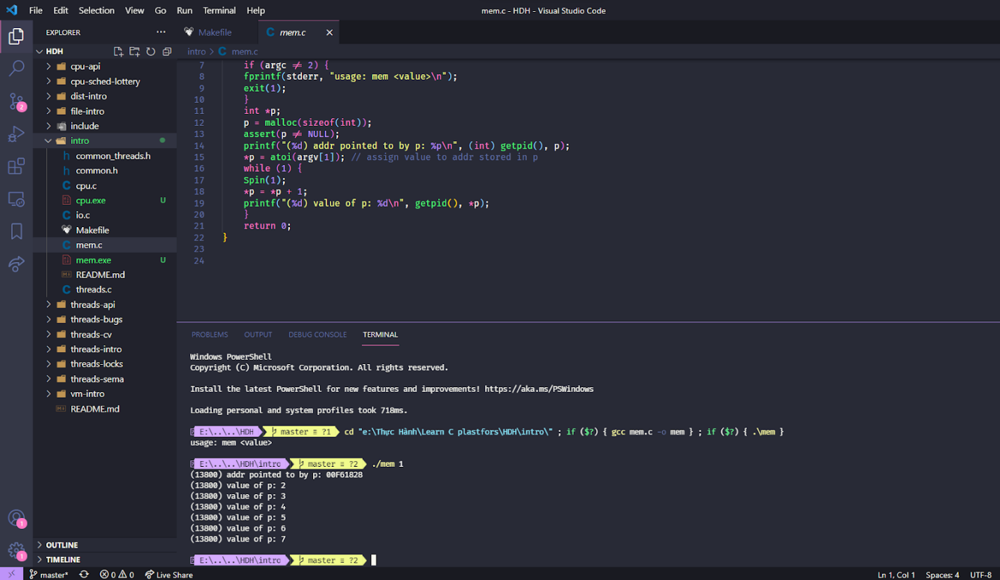 File Edit Selection View Go Run Terminal Help
mem.c - HDH - Visual Studio Code
EXPLORER
HDH
cpu-api
cpu-sched-lottery
dist-intro
file-intro
include
intro
common_threads.h
common.h
cpu.c
cpu.exe U
io.c
Makefile
mem.c
mem.exe U
README.md
threads.c
threads-api
threads-bugs
threads-cv
threads-intro
threads-locks
threads-sema
vm-intro
README.md
OUTLINE
TIMELINE
2
1
1
Makefile
mem.c
intro > C mem.c
7 if (argc ≠ 2) {
8 fprintf(stderr, "usage: mem <value>\n");
9 exit(1);
10 }
11 int *p;
12 p = malloc(sizeof(int));
13 assert(p ≠ NULL);
14 printf("(%d) addr pointed to by p: %p\n", (int) getpid(), p);
15 *p = atoi(argv[1]); // assign value to addr stored in p
16 while (1) {
17 Spin(1);
18 *p = *p + 1;
19 printf("(%d) value of p: %d\n", getpid(), *p);
20 }
21 return 0;
22 }
23
24
PROBLEMS OUTPUT DEBUG CONSOLE TERMINAL
Windows PowerShell
Copyright (C) Microsoft Corporation. All rights reserved.
Install the latest PowerShell for new features and improvements! https://aka.ms/PSWindows
Loading personal and system profiles took 718ms.
E:\..\..\HDH master ≡ ?1 cd "e:\Thực Hành\Learn C plastfors\HDH\intro\" ; if ($?) { gcc mem.c -o mem } ; if ($?) { .\mem }
usage: mem <value>
E:\..\..\HDH\intro master ≡ ?2 ./mem 1
(13800) addr pointed to by p: 00F61828
(13800) value of p: 2
(13800) value of p: 3
(13800) value of p: 4
(13800) value of p: 5
(13800) value of p: 6
(13800) value of p: 7
E:\..\..\HDH\intro master ≡ ?2
master* 0 0 Live Share
Ln 1, Col 1 Spaces: 4 UTF-8